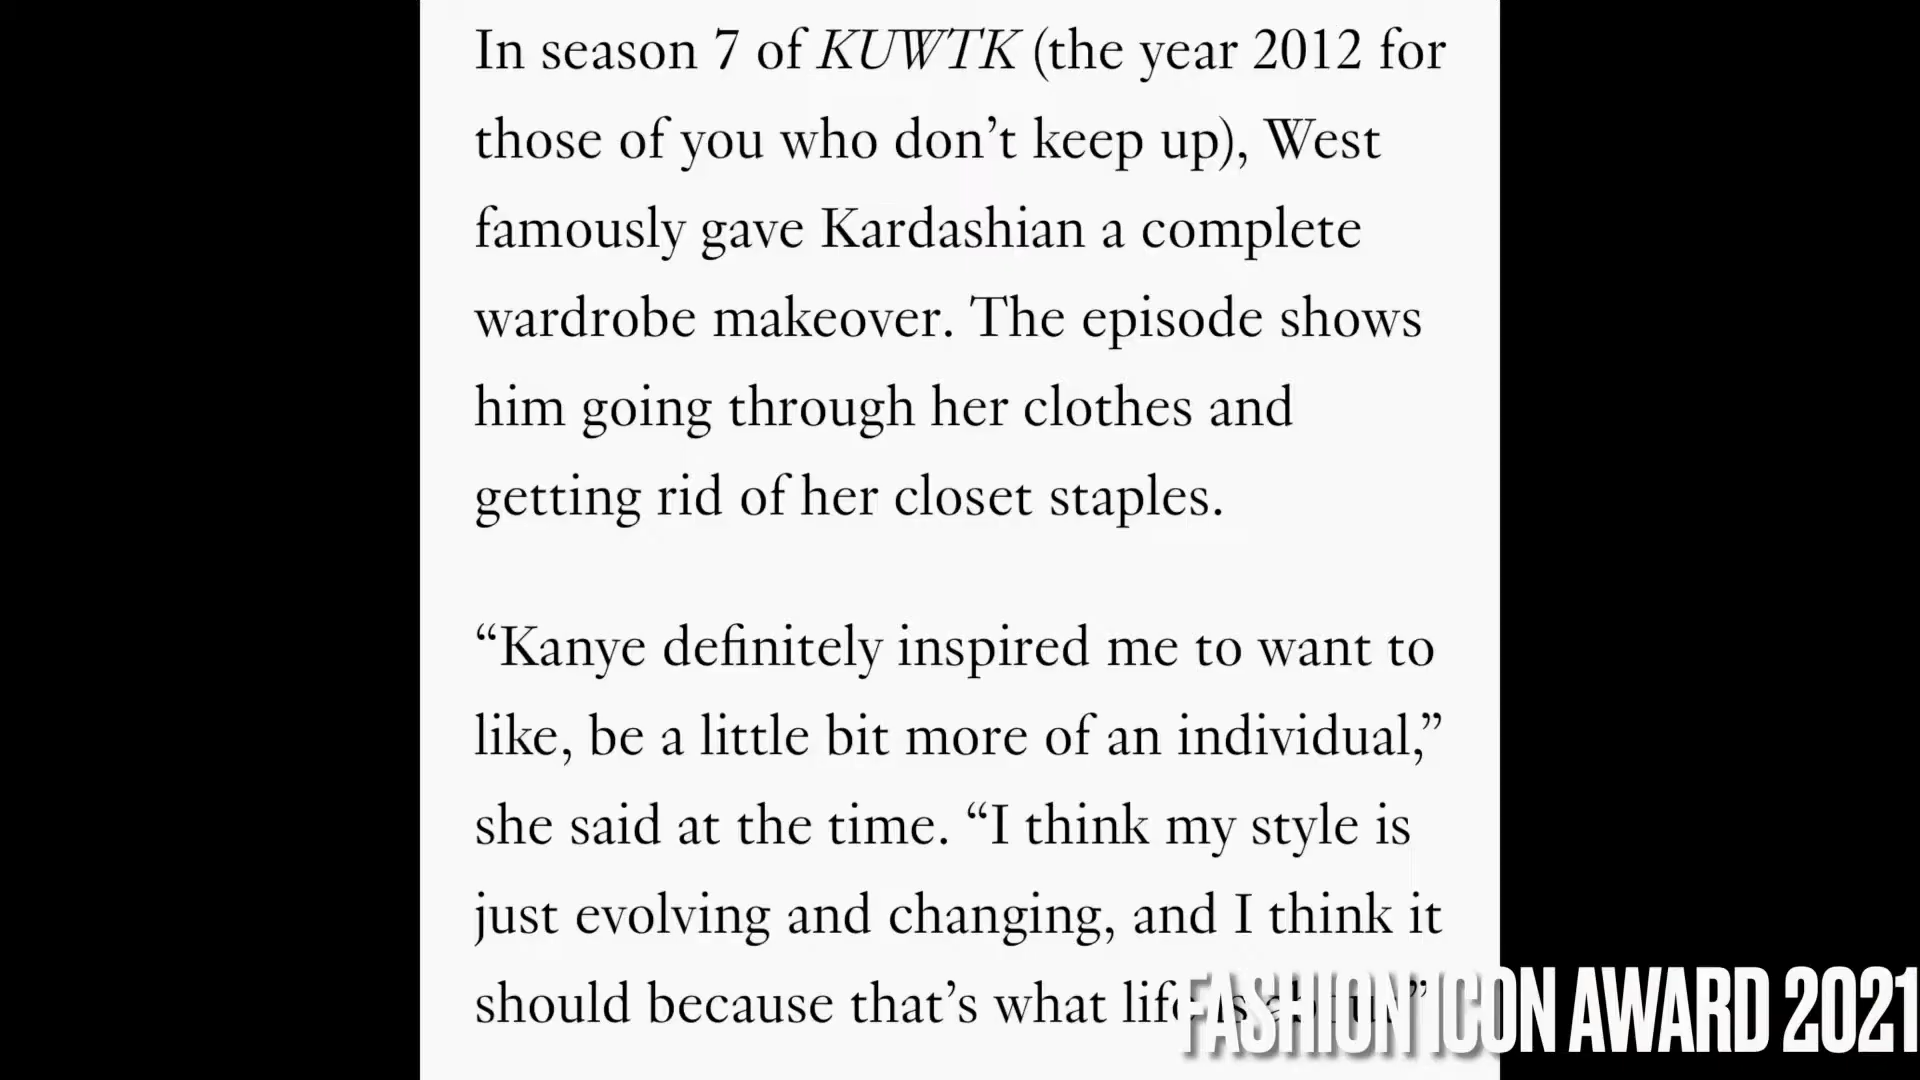 In season 7 of KUWTK (the year 2012 for
those of you who don’t keep up), West
famously gave Kardashian a complete
wardrobe makeover. The episode shows
him going through her clothes and
getting rid of her closet staples.
“Kanye definitely inspired me to want to
like, be a little bit more of an individual,”
she said at the time. “I think my style is
just evolving and changing, and I think it
should because that’s what life is about”
FASHION ICON AWARD 2021